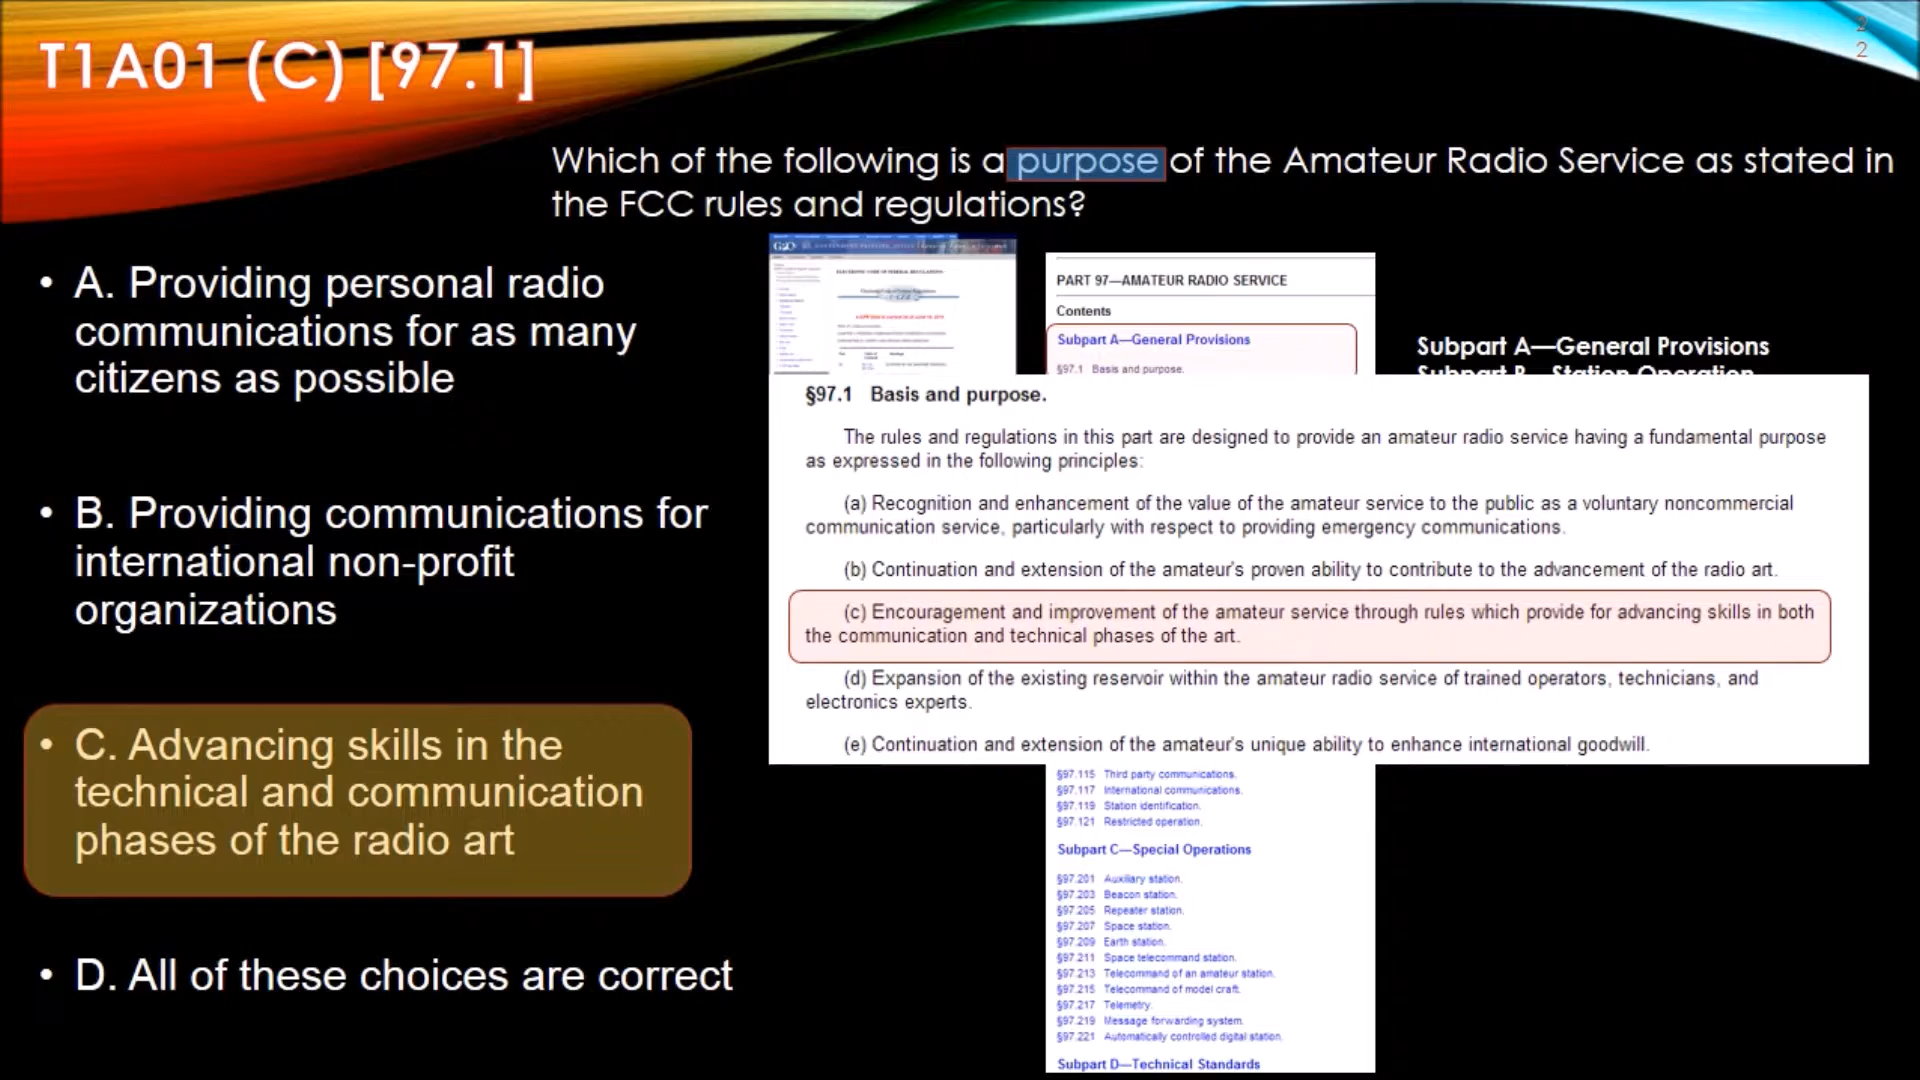 T1A01 (C) [97.1]
2
2
Which of the following is a purpose of the Amateur Radio Service as stated in
the FCC rules and regulations?
• A. Providing personal radio
communications for as many
citizens as possible
• B. Providing communications for
international non-profit
organizations
• C. Advancing skills in the
technical and communication
phases of the radio art
• D. All of these choices are correct
ELECTRONIC CODE OF FEDERAL REGULATIONS
PART 97—AMATEUR RADIO SERVICE
Contents
Subpart A—General Provisions
§97.1 Basis and purpose.
Subpart A—General Provisions
Subpart B—Station Operation
§97.1 Basis and purpose.
The rules and regulations in this part are designed to provide an amateur radio service having a fundamental purpose
as expressed in the following principles:
(a) Recognition and enhancement of the value of the amateur service to the public as a voluntary noncommercial
communication service, particularly with respect to providing emergency communications.
(b) Continuation and extension of the amateur's proven ability to contribute to the advancement of the radio art.
(c) Encouragement and improvement of the amateur service through rules which provide for advancing skills in both
the communication and technical phases of the art.
(d) Expansion of the existing reservoir within the amateur radio service of trained operators, technicians, and
electronics experts.
(e) Continuation and extension of the amateur's unique ability to enhance international goodwill.
§97.115 Third party communications.
§97.117 International communications.
§97.119 Station identification.
§97.121 Restricted operation.
Subpart C—Special Operations
§97.201 Auxiliary station.
§97.203 Beacon station.
§97.205 Repeater station.
§97.207 Space station.
§97.209 Earth station.
§97.211 Space telecommand station.
§97.213 Telecommand of an amateur station.
§97.215 Telecommand of model craft.
§97.217 Telemetry.
§97.219 Message forwarding system.
§97.221 Automatically controlled digital station.
Subpart D—Technical Standards